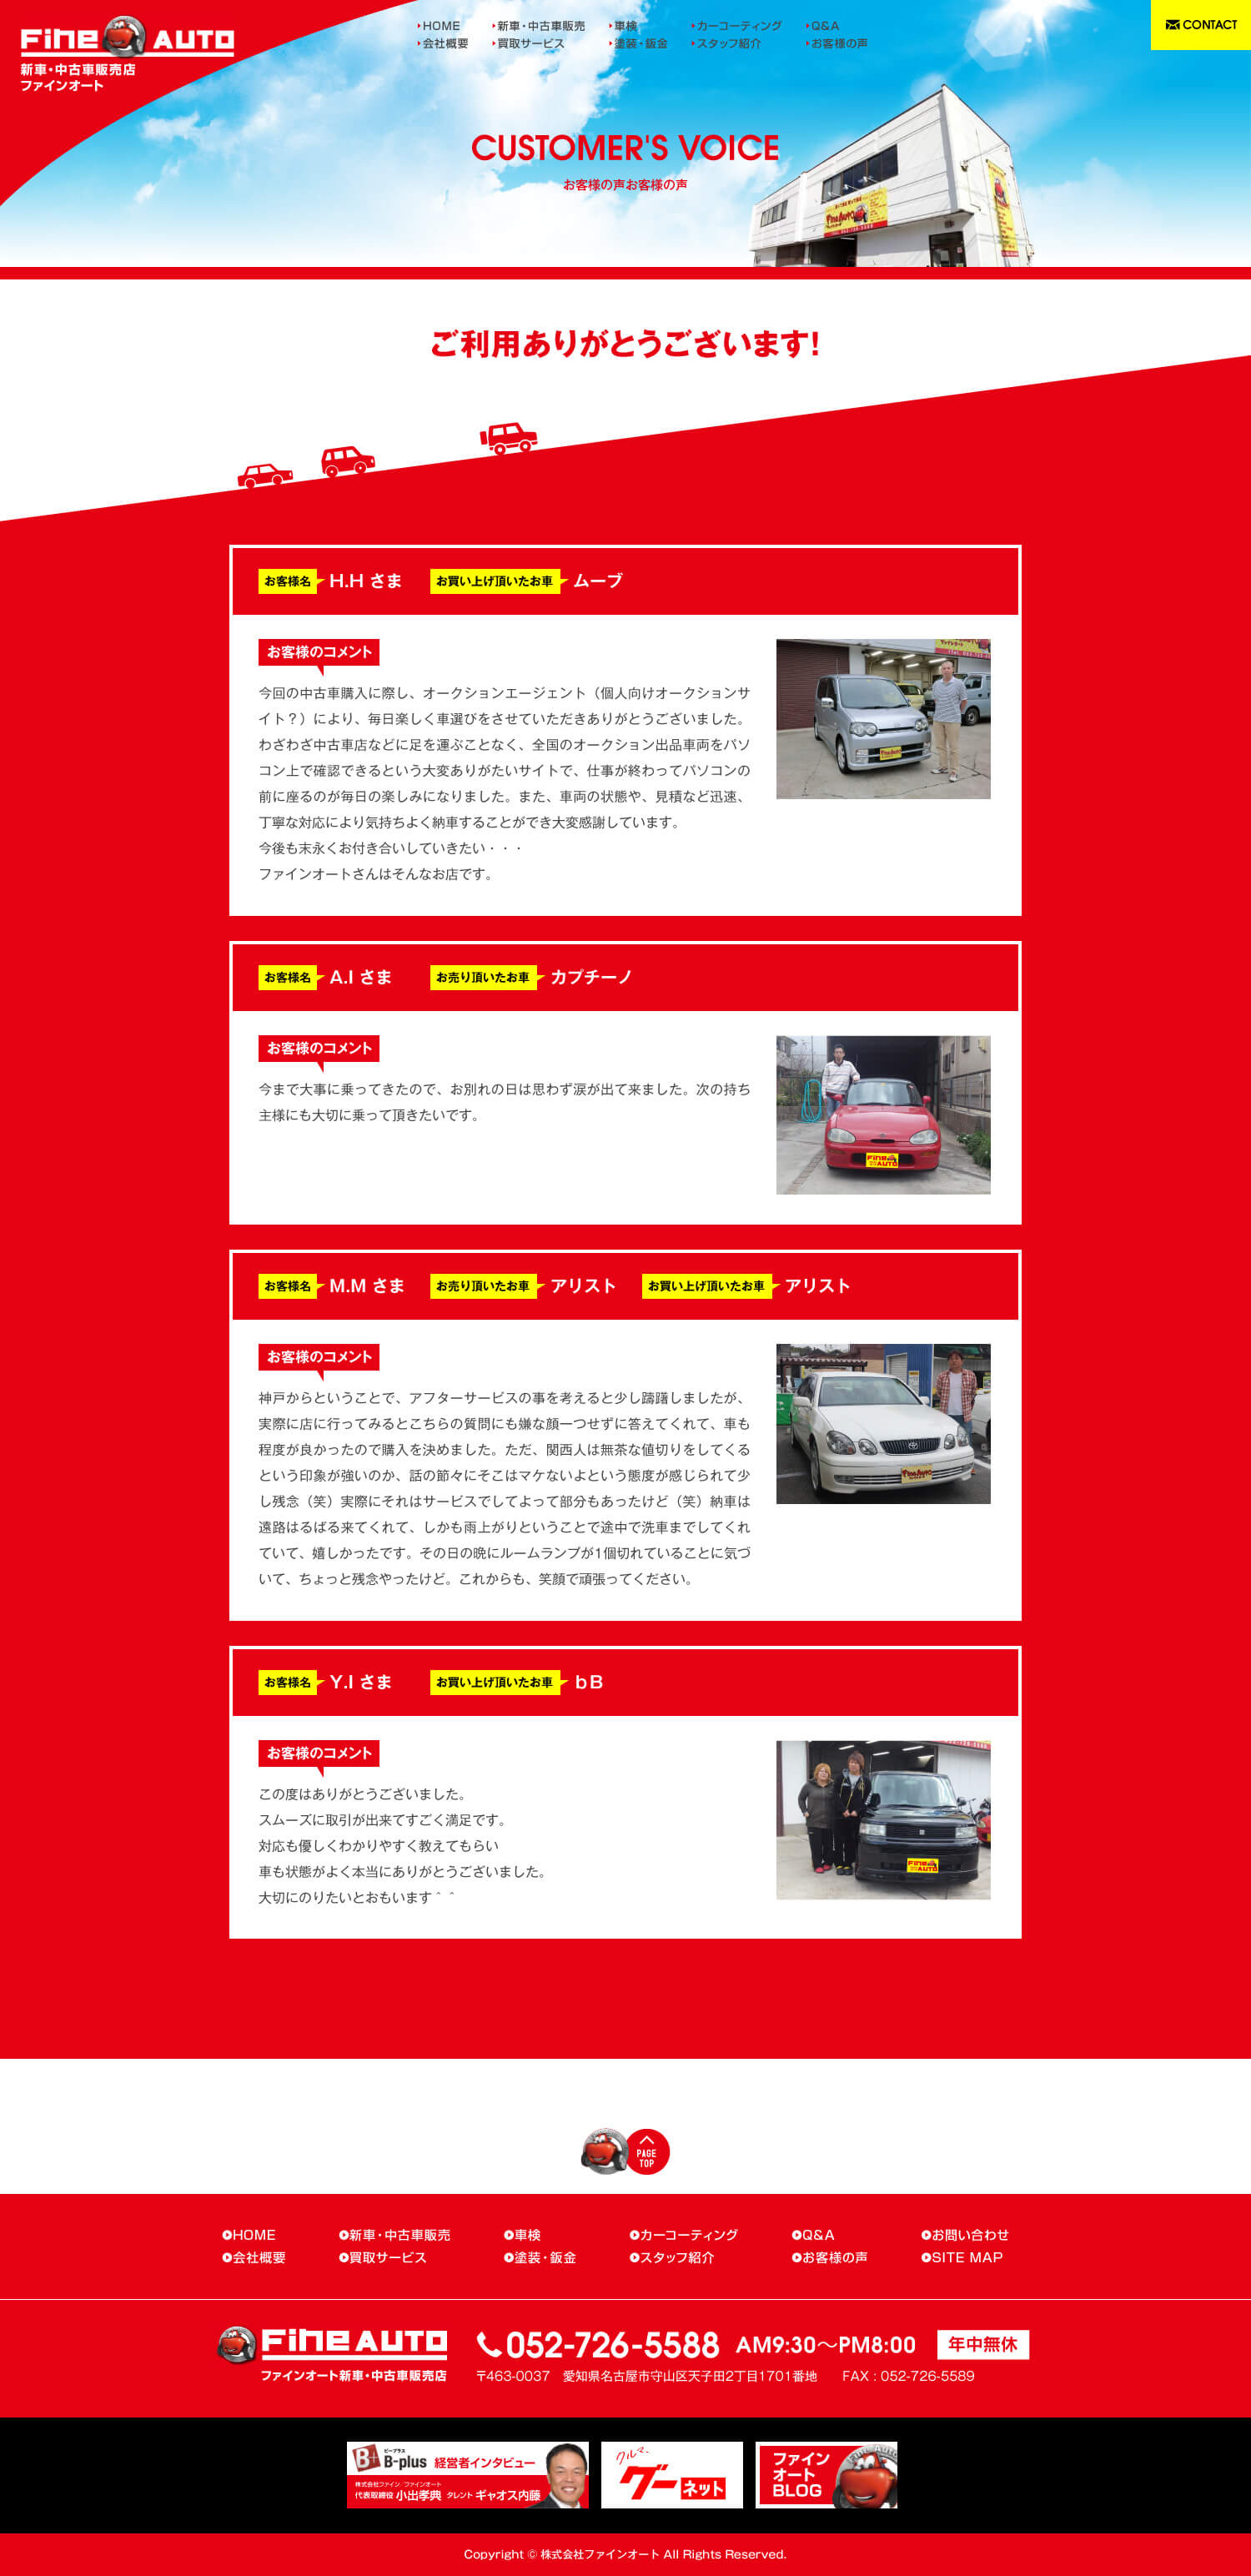 Fine AUTO
新車・中古車販売店
ファインオート
HOME
新車・中古車販売
車検
カーコーティング
Q&A
会社概要
買取サービス
塗装・鈑金
スタッフ紹介
お客様の声
CONTACT
CUSTOMER'S VOICE
お客様の声お客様の声
ご利用ありがとうございます!
お客様名 H.H さま お買い上げ頂いたお車 ムーブ
お客様のコメント
今回の中古車購入に際し、オークションエージェント（個人向けオークションサ
イト？）により、毎日楽しく車選びをさせていただきありがとうございました。
わざわざ中古車店などに足を運ぶことなく、全国のオークション出品車両をパソ
コン上で確認できるという大変ありがたいサイトで、仕事が終わってパソコンの
前に座るのが毎日の楽しみになりました。また、車両の状態や、見積など迅速、
丁寧な対応により気持ちよく納車することができ大変感謝しています。
今後も末永くお付き合いしていきたい・・・
ファインオートさんはそんなお店です。
お客様名 A.I さま お売り頂いたお車 カプチーノ
お客様のコメント
今まで大事に乗ってきたので、お別れの日は思わず涙が出て来ました。次の持ち
主様にも大切に乗って頂きたいです。
お客様名 M.M さま お売り頂いたお車 アリスト お買い上げ頂いたお車 アリスト
お客様のコメント
神戸からということで、アフターサービスの事を考えると少し躊躇しましたが、
実際に店に行ってみるとこちらの質問にも嫌な顔一つせずに答えてくれて、車も
程度が良かったので購入を決めました。ただ、関西人は無茶な値切りをしてくる
という印象が強いのか、話の節々にそこはマケないよという態度が感じられて少
し残念（笑）実際にそれはサービスでしてよって部分もあったけど（笑）納車は
遠路はるばる来てくれて、しかも雨上がりということで途中で洗車までしてくれ
ていて、嬉しかったです。その日の晩にルームランプが1個切れていることに気づ
いて、ちょっと残念やったけど。これからも、笑顔で頑張ってください。
お客様名 Y.I さま お買い上げ頂いたお車 bB
お客様のコメント
この度はありがとうございました。
スムーズに取引が出来てすごく満足です。
対応も優しくわかりやすく教えてもらい
車も状態がよく本当にありがとうございました。
大切にのりたいとおもいます＾＾
PAGE
TOP
HOME
新車・中古車販売
車検
カーコーティング
Q&A
お問い合わせ
会社概要
買取サービス
塗装・鈑金
スタッフ紹介
お客様の声
SITE MAP
Fine AUTO
ファインオート新車・中古車販売店
052-726-5588 AM9:30～PM8:00 年中無休
〒463-0037 愛知県名古屋市守山区天子田2丁目1701番地 FAX : 052-726-5589
B+ ビープラス
B-plus 経営者インタビュー
株式会社ファイン／ファインオート
代表取締役 小出孝典 タレント ギャオス内藤
クルマ、
グーネット
ファイン
オート
BLOG
Copyright © 株式会社ファインオート All Rights Reserved.